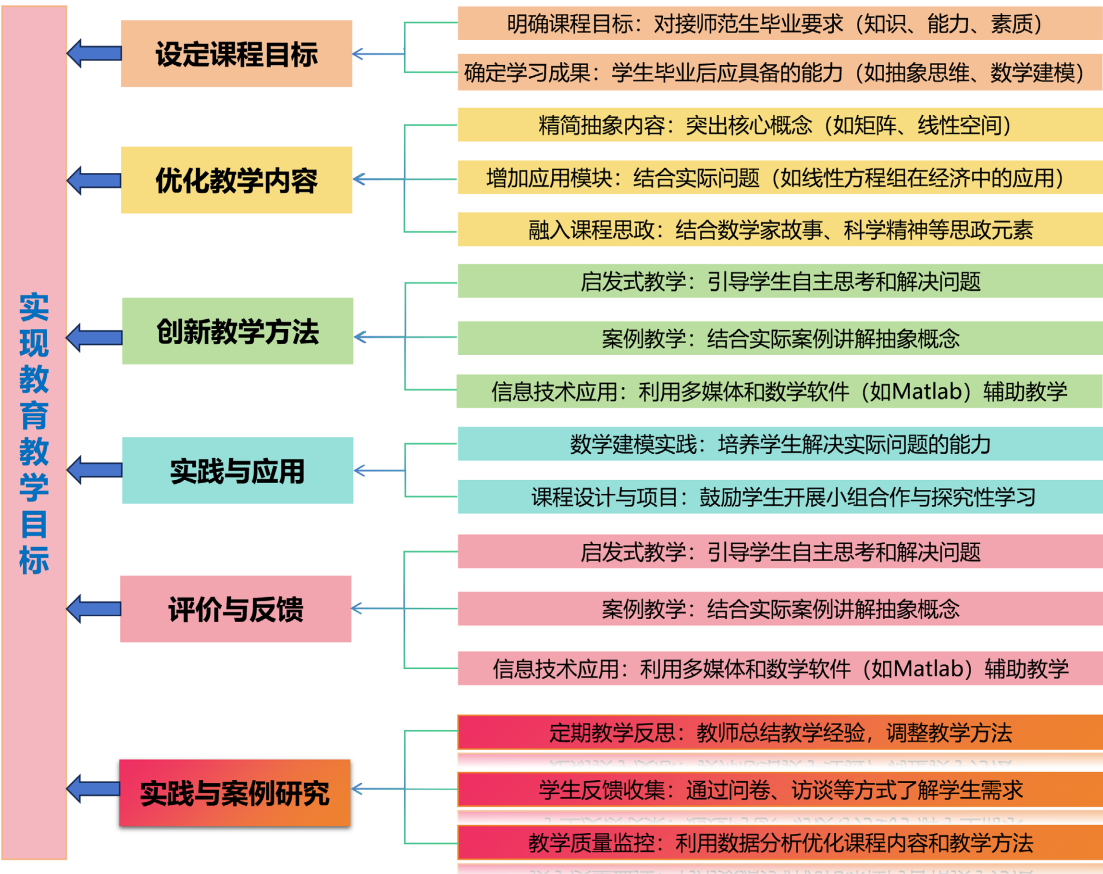 实现教育教学目标
设定课程目标
明确课程目标：对接师范生毕业要求（知识、能力、素质）
确定学习成果：学生毕业后应具备的能力（如抽象思维、数学建模）
优化教学内容
精简抽象内容：突出核心概念（如矩阵、线性空间）
增加应用模块：结合实际问题（如线性方程组在经济中的应用）
融入课程思政：结合数学家故事、科学精神等思政元素
创新教学方法
启发式教学：引导学生自主思考和解决问题
案例教学：结合实际案例讲解抽象概念
信息技术应用：利用多媒体和数学软件（如Matlab）辅助教学
实践与应用
数学建模实践：培养学生解决实际问题的能力
课程设计与项目：鼓励学生开展小组合作与探究性学习
评价与反馈
启发式教学：引导学生自主思考和解决问题
案例教学：结合实际案例讲解抽象概念
信息技术应用：利用多媒体和数学软件（如Matlab）辅助教学
实践与案例研究
定期教学反思：教师总结教学经验，调整教学方法
学生反馈收集：通过问卷、访谈等方式了解学生需求
教学质量监控：利用数据分析优化课程内容和教学方法